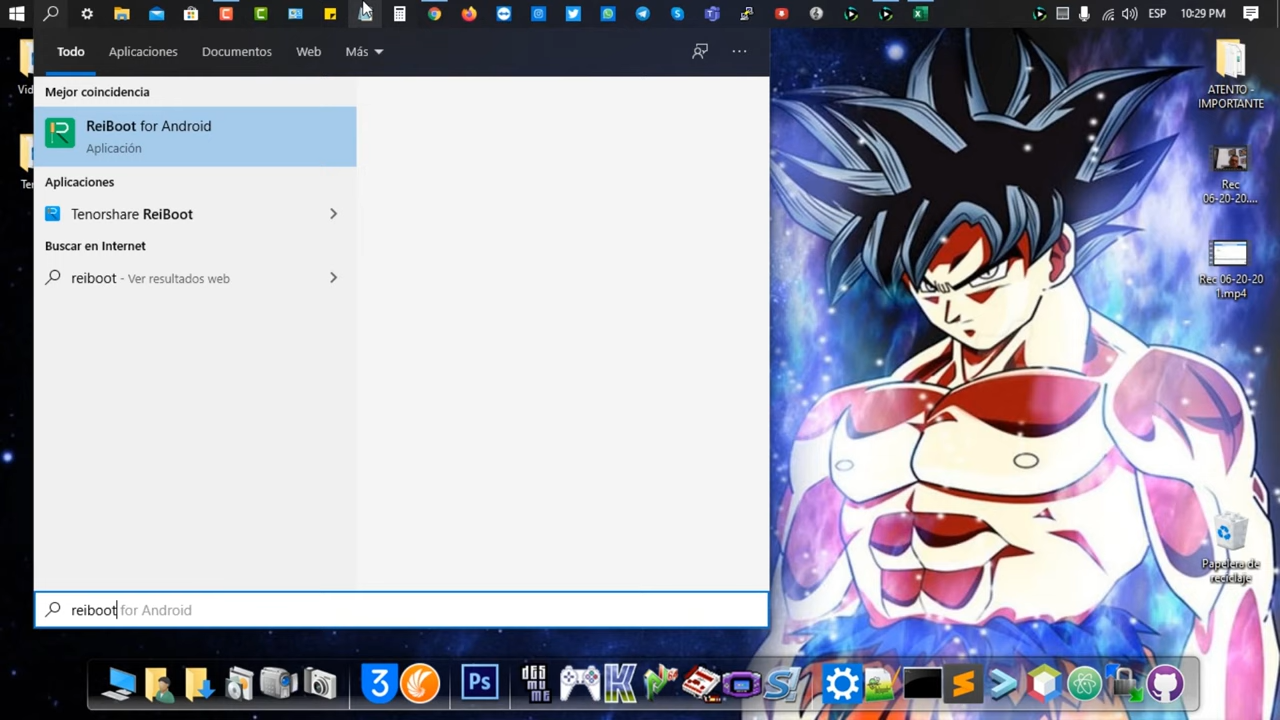 ESP
10:29 PM
Todo
Aplicaciones
Documentos
Web
Más
Mejor coincidencia
ReiBoot for Android
Aplicación
Aplicaciones
Tenorshare ReiBoot
Buscar en Internet
reiboot - Ver resultados web
reiboot for Android
ATENTO -
IMPORTANTE
Rec
06-20-20....
Rec 06-20-20
1.mp4
Papelera de
reciclaje
Ps